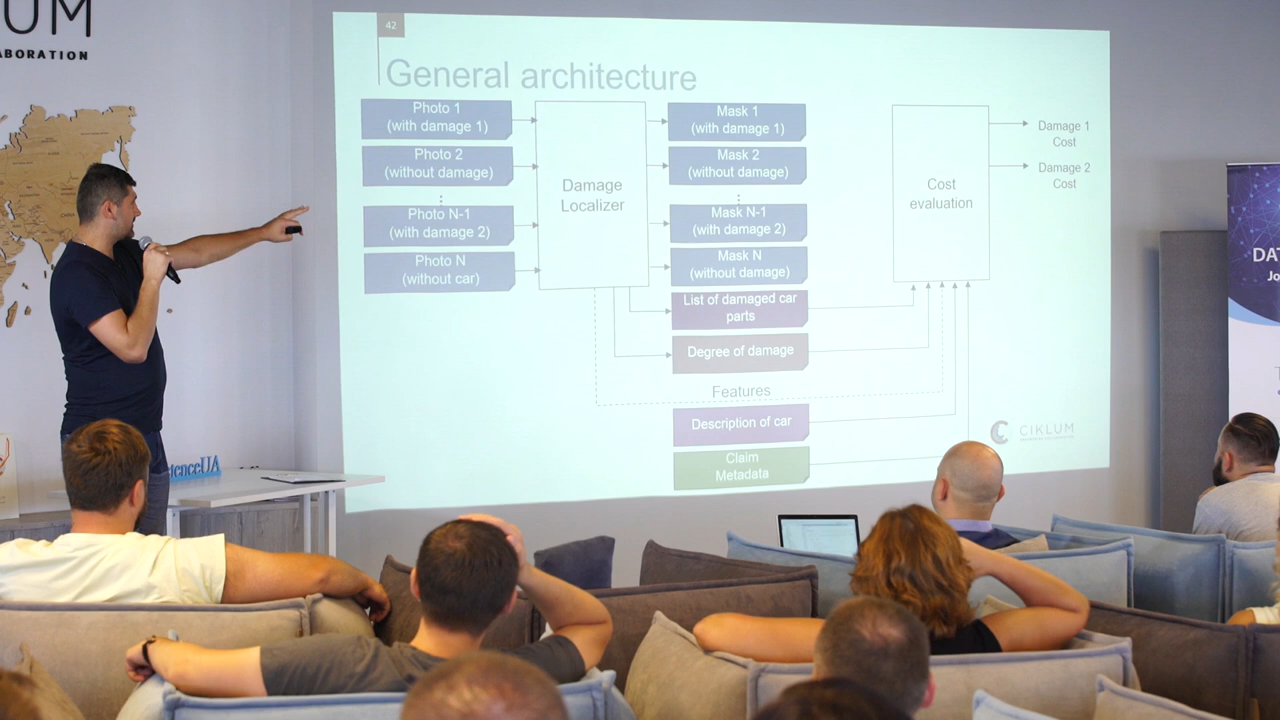 UM
ABORATION
42
General architecture
Photo 1
(with damage 1)
Photo 2
(without damage)
Photo N-1
(with damage 2)
Photo N
(without car)
Damage
Localizer
Mask 1
(with damage 1)
Mask 2
(without damage)
Mask N-1
(with damage 2)
Mask N
(without damage)
List of damaged car
parts
Degree of damage
Features
Description of car
Claim
Metadata
Cost
evaluation
Damage 1
Cost
Damage 2
Cost
CIKLUM
DAT
Jo
ienceUA